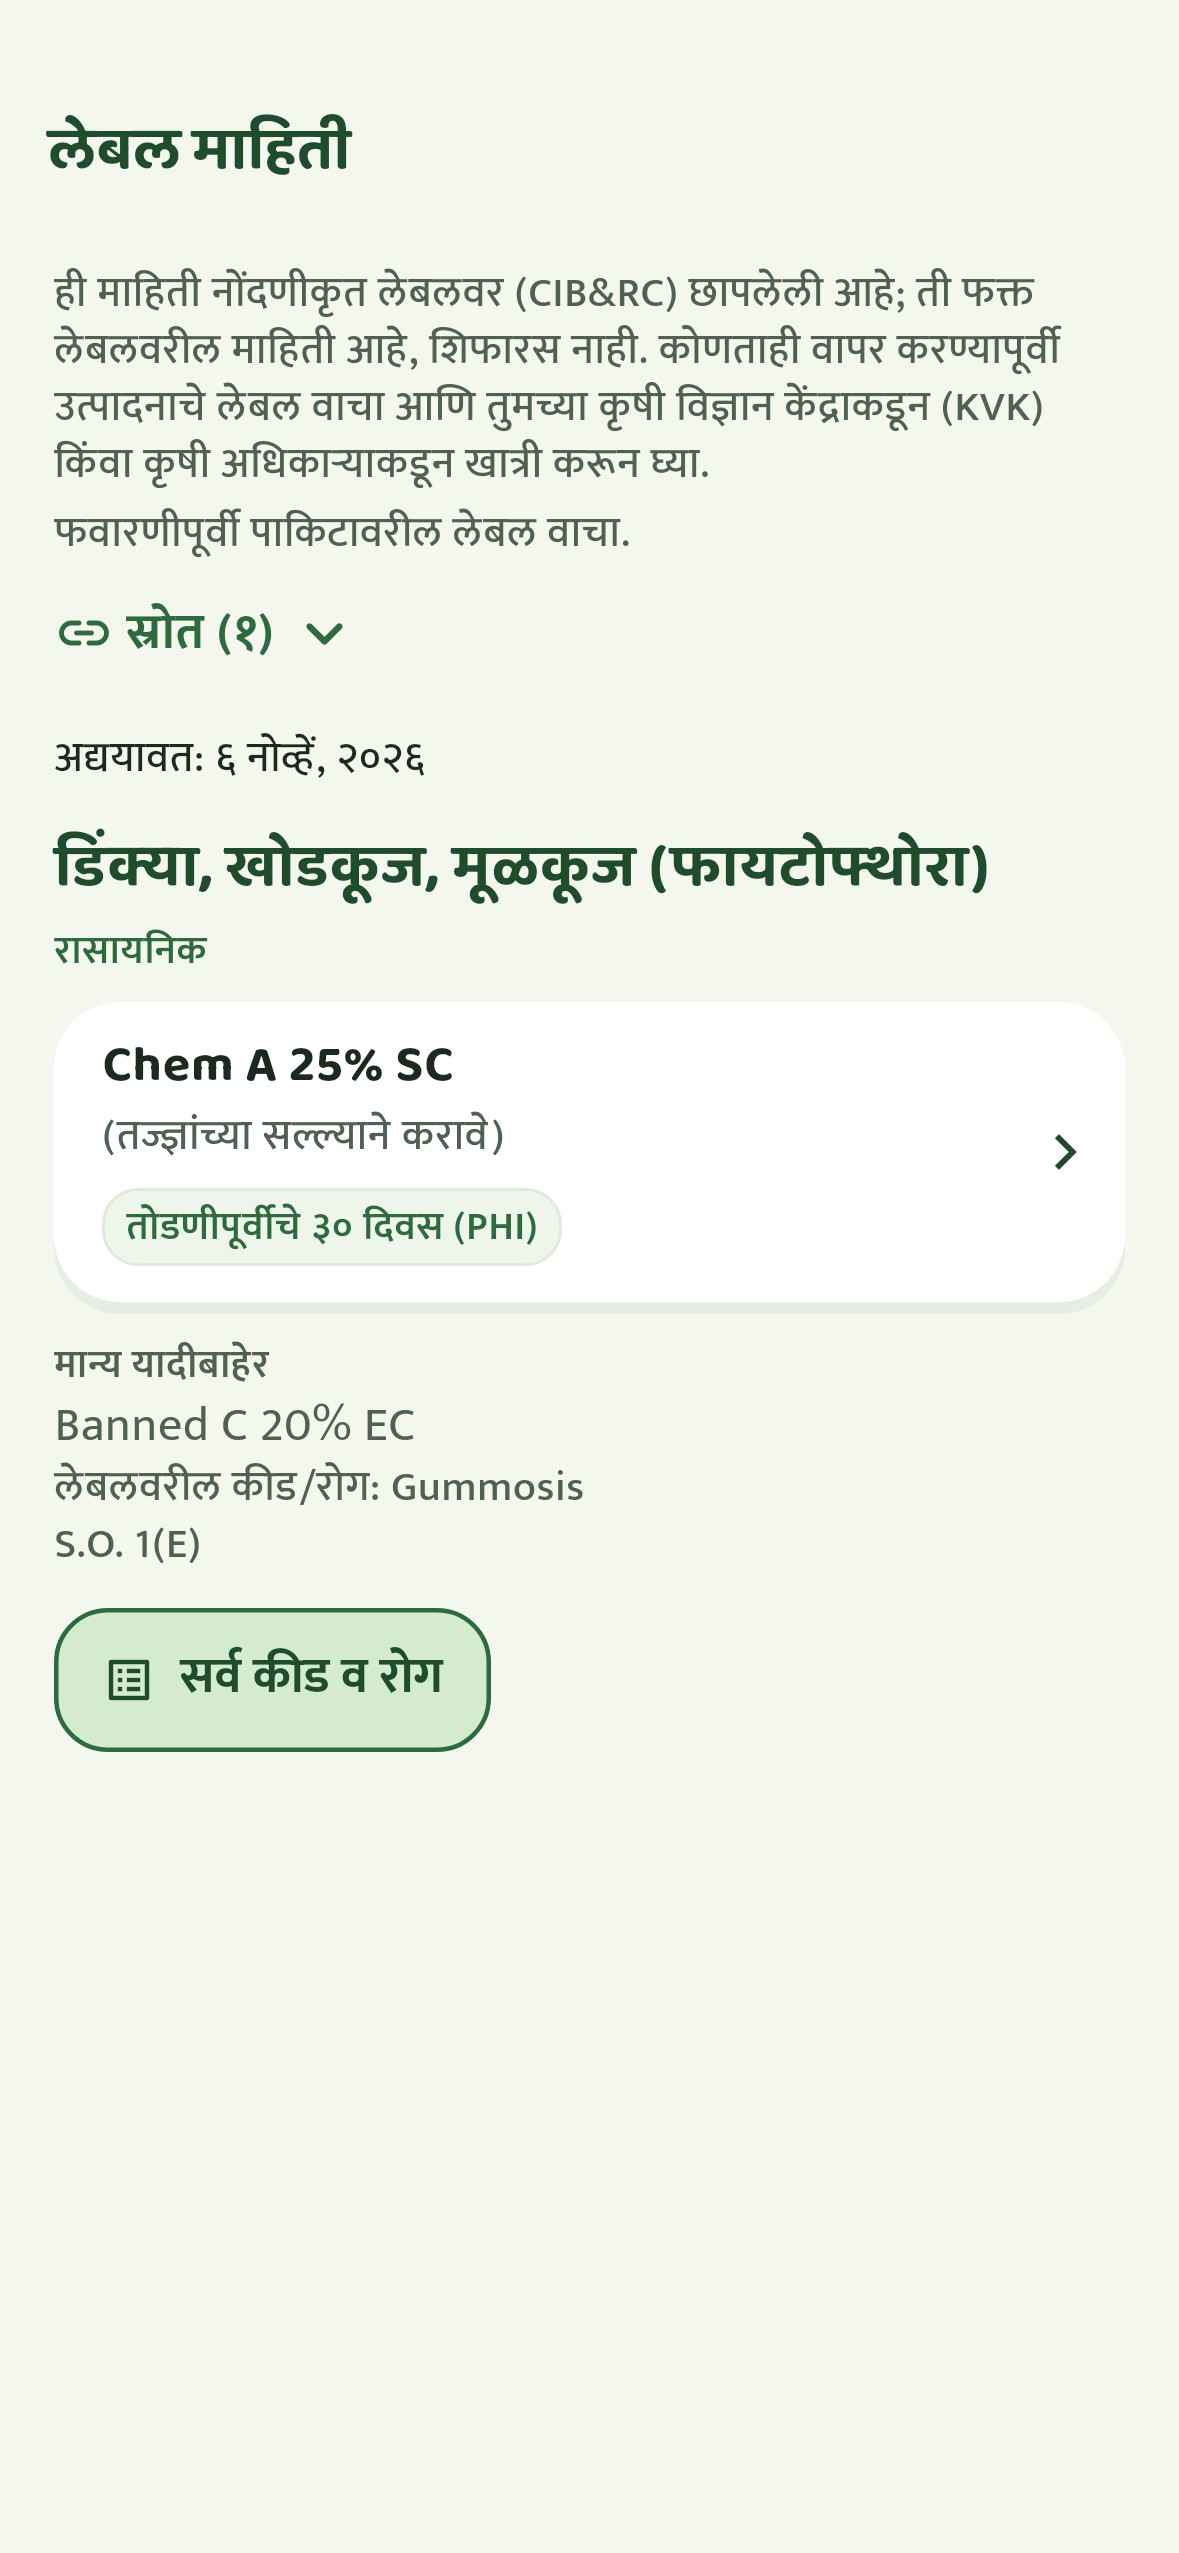 लेबल माहिती
ही माहिती नोंदणीकृत लेबलवर (CIB&RC) छापलेली आहे; ती फक्त
लेबलवरील माहिती आहे, शिफारस नाही. कोणताही वापर करण्यापूर्वी
उत्पादनाचे लेबल वाचा आणि तुमच्या कृषी विज्ञान केंद्राकडून (KVK)
किंवा कृषी अधिकाऱ्याकडून खात्री करून घ्या.
फवारणीपूर्वी पाकिटावरील लेबल वाचा.
स्रोत (१)
अद्ययावत: ६ नोव्हें, २०२६
डिंक्या, खोडकूज, मूळकूज (फायटोफ्थोरा)
रासायनिक
Chem A 25% SC
(तज्ज्ञांच्या सल्ल्याने करावे)
तोडणीपूर्वीचे ३० दिवस (PHI)
मान्य यादीबाहेर
Banned C 20% EC
लेबलवरील कीड/रोग: Gummosis
S.O. 1(E)
सर्व कीड व रोग